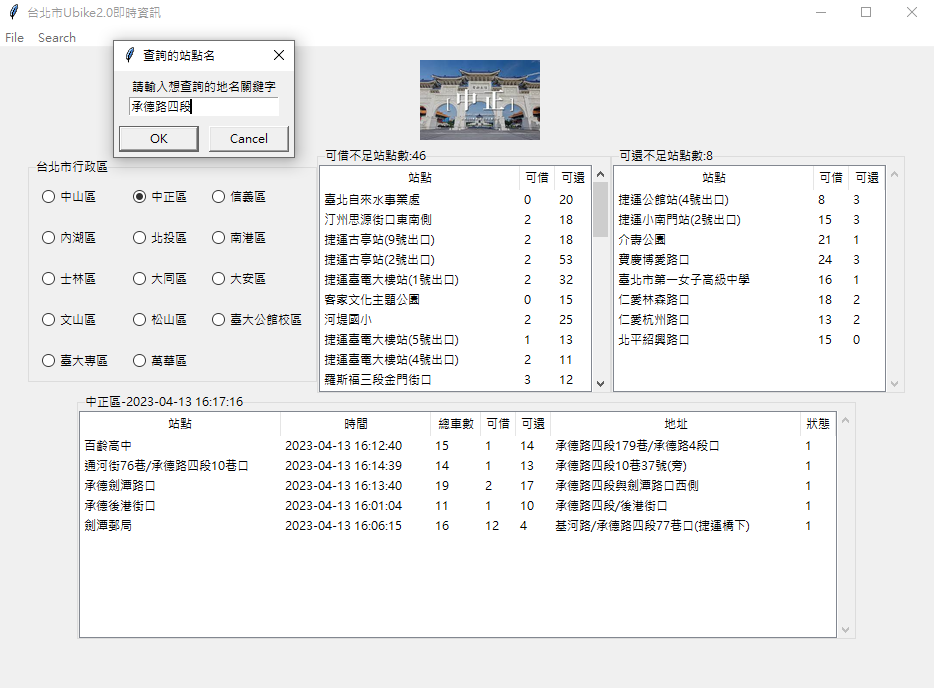 台北市Ubike2.0即時資訊
File Search
查詢的站點名
請輸入想查詢的地名關鍵字
承德路四段
OK Cancel
中正
台北市行政區
中山區 中正區 信義區
內湖區 北投區 南港區
士林區 大同區 大安區
文山區 松山區 臺大公館校區
臺大專區 萬華區
可借不足站點數:46
站點 可借 可還
臺北自來水事業處 0 20
汀州思源街口東南側 2 18
捷運古亭站(9號出口) 2 18
捷運古亭站(2號出口) 2 53
捷運臺電大樓站(1號出口) 2 32
客家文化主題公園 0 15
河堤國小 2 25
捷運臺電大樓站(5號出口) 1 13
捷運臺電大樓站(4號出口) 2 11
羅斯福三段金門街口 3 12
可還不足站點數:8
站點 可借 可還
捷運公館站(4號出口) 8 3
捷運小南門站(2號出口) 15 3
介壽公園 21 1
寶慶博愛路口 24 3
臺北市第一女子高級中學 16 1
仁愛林森路口 18 2
仁愛杭州路口 13 2
北平紹興路口 15 0
中正區-2023-04-13 16:17:16
站點 時間 總車數 可借 可還 地址 狀態
百齡高中 2023-04-13 16:12:40 15 1 14 承德路四段179巷/承德路4段口 1
通河街76巷/承德路四段10巷口 2023-04-13 16:14:39 14 1 13 承德路四段10巷37號(旁) 1
承德劍潭路口 2023-04-13 16:13:40 19 2 17 承德路四段與劍潭路口西側 1
承德後港街口 2023-04-13 16:01:04 11 1 10 承德路四段/後港街口 1
劍潭郵局 2023-04-13 16:06:15 16 12 4 基河路/承德路四段77巷口(捷運橋下) 1